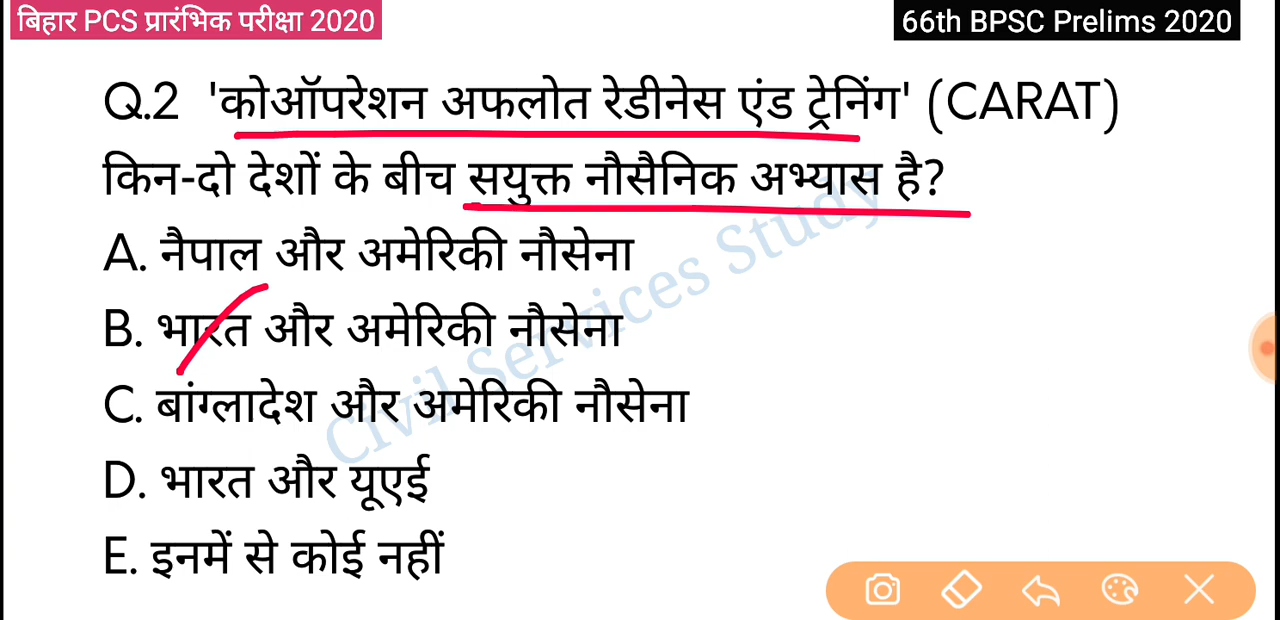 बिहार PCS प्रारंभिक परीक्षा 2020
66th BPSC Prelims 2020
Q.2 'कोऑपरेशन अफलोत रेडीनेस एंड ट्रेनिंग' (CARAT)
किन-दो देशों के बीच सयुक्त नौसैनिक अभ्यास है?
A. नैपाल और अमेरिकी नौसेना
B. भारत और अमेरिकी नौसेना
C. बांग्लादेश और अमेरिकी नौसेना
D. भारत और यूएई
E. इनमें से कोई नहीं
Civil Services Study